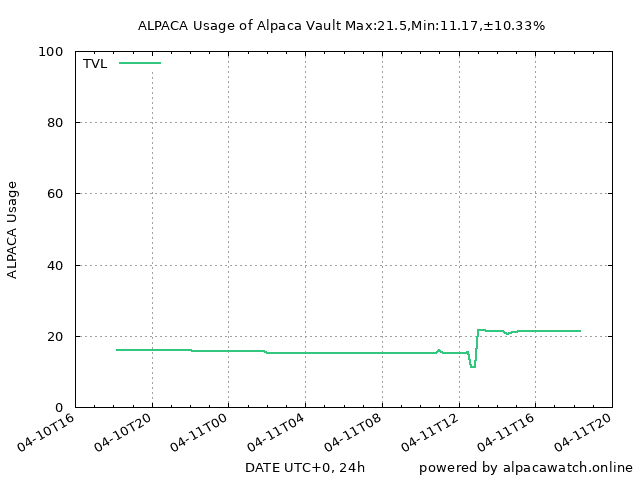 ALPACA Usage of Alpaca Vault Max:21.5,Min:11.17,±10.33%
100
TVL
80
60
ALPACA Usage
40
20
0
04-10T16
04-10T20
04-11T00
04-11T04
04-11T08
04-11T12
04-11T16
04-11T20
DATE UTC+0, 24h
powered by alpacawatch.online